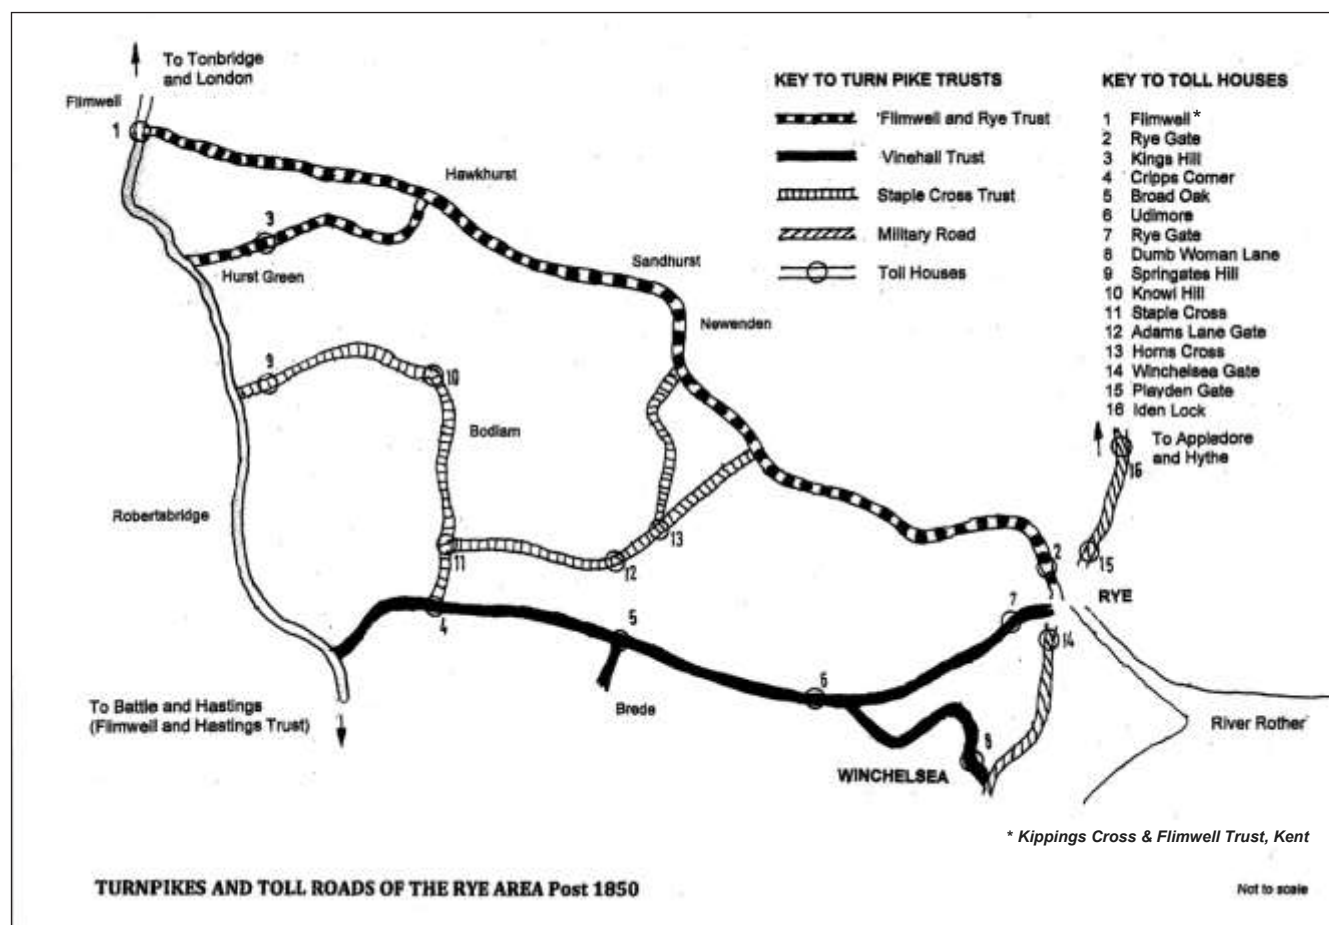 To Tonbridge
and London
Flimwell
1
Hawkhurst
3
Hurst Green
Sandhurst
Newenden
9
10
Bodiam
Robertsbridge
11
12
13
4
5
Brede
6
7
2
RYE
14
15
16
To Appledore
and Hythe
8
WINCHELSEA
River Rother
To Battle and Hastings
(Flimwell and Hastings Trust)
KEY TO TURN PIKE TRUSTS
Flimwell and Rye Trust
Vinehall Trust
Staple Cross Trust
Military Road
Toll Houses
KEY TO TOLL HOUSES
1 Flimwell*
2 Rye Gate
3 Kings Hill
4 Cripps Corner
5 Broad Oak
6 Udimore
7 Rye Gate
8 Dumb Woman Lane
9 Springates Hill
10 Knowl Hill
11 Staple Cross
12 Adams Lane Gate
13 Horns Cross
14 Winchelsea Gate
15 Playden Gate
16 Iden Lock
* Kippings Cross & Flimwell Trust, Kent
TURNPIKES AND TOLL ROADS OF THE RYE AREA Post 1850
Not to scale